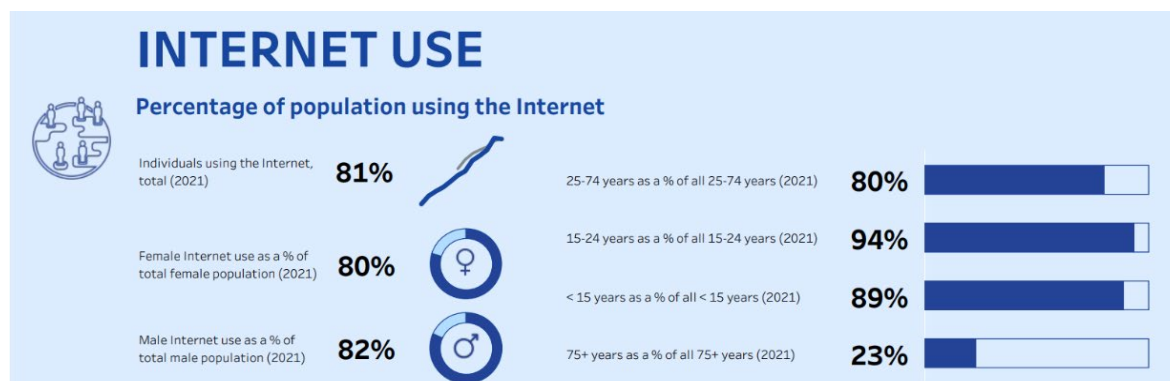 INTERNET USE
Percentage of population using the Internet
Individuals using the Internet,
total (2021)
81%
Female Internet use as a % of
total female population (2021)
80%
Male Internet use as a % of
total male population (2021)
82%
25-74 years as a % of all 25-74 years (2021)
80%
15-24 years as a % of all 15-24 years (2021)
94%
< 15 years as a % of all < 15 years (2021)
89%
75+ years as a % of all 75+ years (2021)
23%